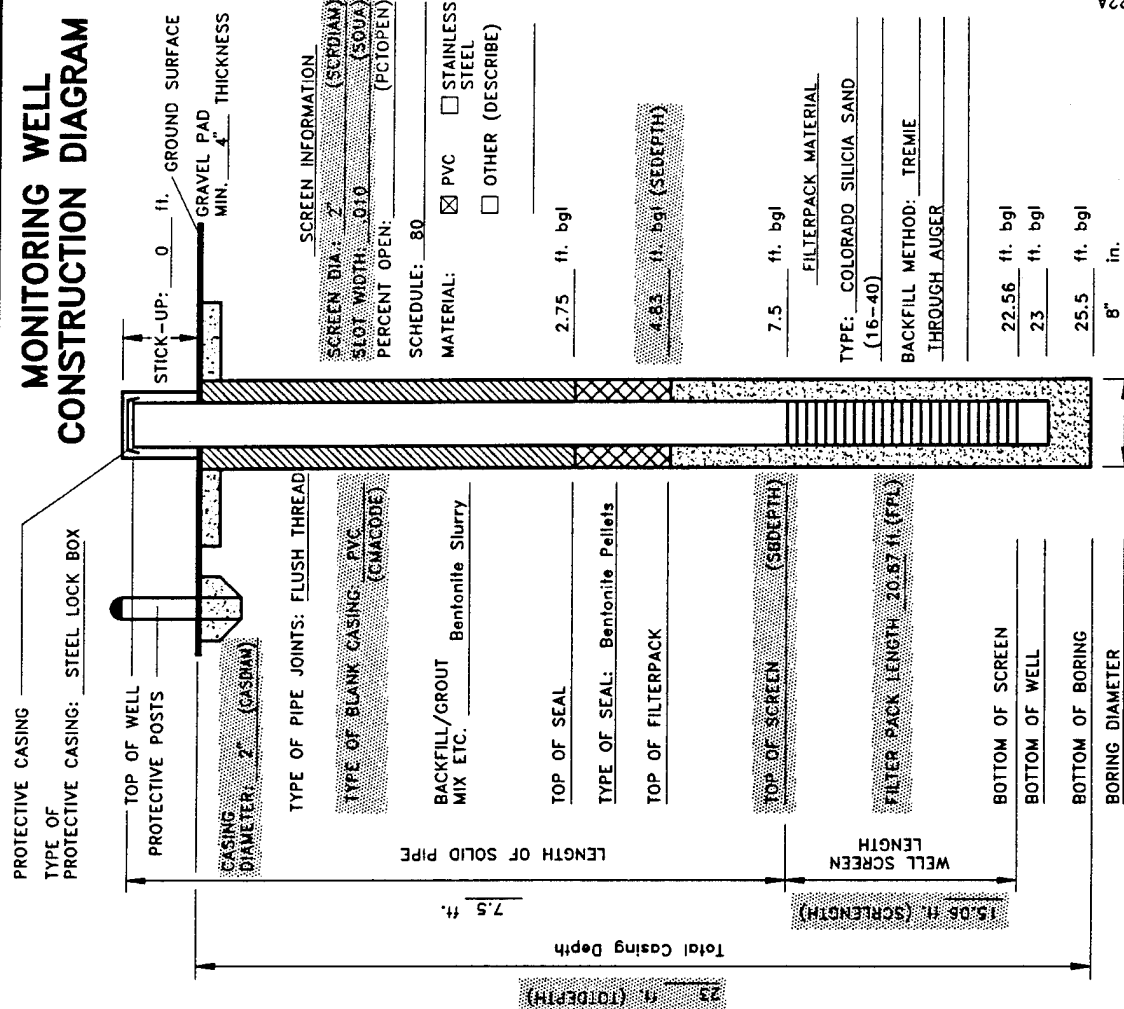 MONITORING WELL
CONSTRUCTION DIAGRAM
PROTECTIVE CASING
TYPE OF
PROTECTIVE CASING: STEEL LOCK BOX
TOP OF WELL
PROTECTIVE POSTS
STICK-UP: 0 ft.
GROUND SURFACE
GRAVEL PAD
MIN. 4" THICKNESS
CASING
DIAMETER: 2" (CASDIAM)
TYPE OF PIPE JOINTS: FLUSH THREAD
TYPE OF BLANK CASING: PVC
(CMACODE)
BACKFILL/GROUT
MIX ETC. Bentonite Slurry
SCREEN INFORMATION
SCREEN DIA.: 2" (SCRDIAM)
SLOT WIDTH: .010 (SOUA)
PERCENT OPEN: (PCTOPEN)
SCHEDULE: 80
MATERIAL: ☒ PVC ☐ STAINLESS
STEEL
☐ OTHER (DESCRIBE)
TOP OF SEAL 2.75 ft. bgl
TYPE OF SEAL: Bentonite Pellets
TOP OF FILTERPACK 4.83 ft. bgl (SEDEPTH)
TOP OF SCREEN (SBDEPTH) 7.5 ft. bgl
FILTERPACK MATERIAL
TYPE: COLORADO SILICIA SAND
(16-40)
BACKFILL METHOD: TREMIE
THROUGH AUGER
FILTER PACK LENGTH 20.67 ft (FPL)
BOTTOM OF SCREEN 22.56 ft. bgl
BOTTOM OF WELL 23 ft. bgl
BOTTOM OF BORING 25.5 ft. bgl
BORING DIAMETER 8" in.
LENGTH OF SOLID PIPE
7.5 ft.
WELL SCREEN
LENGTH
15.06 ft. (SCRLENGTH)
Total Casing Depth
23 ft. (TOTDEPTH)